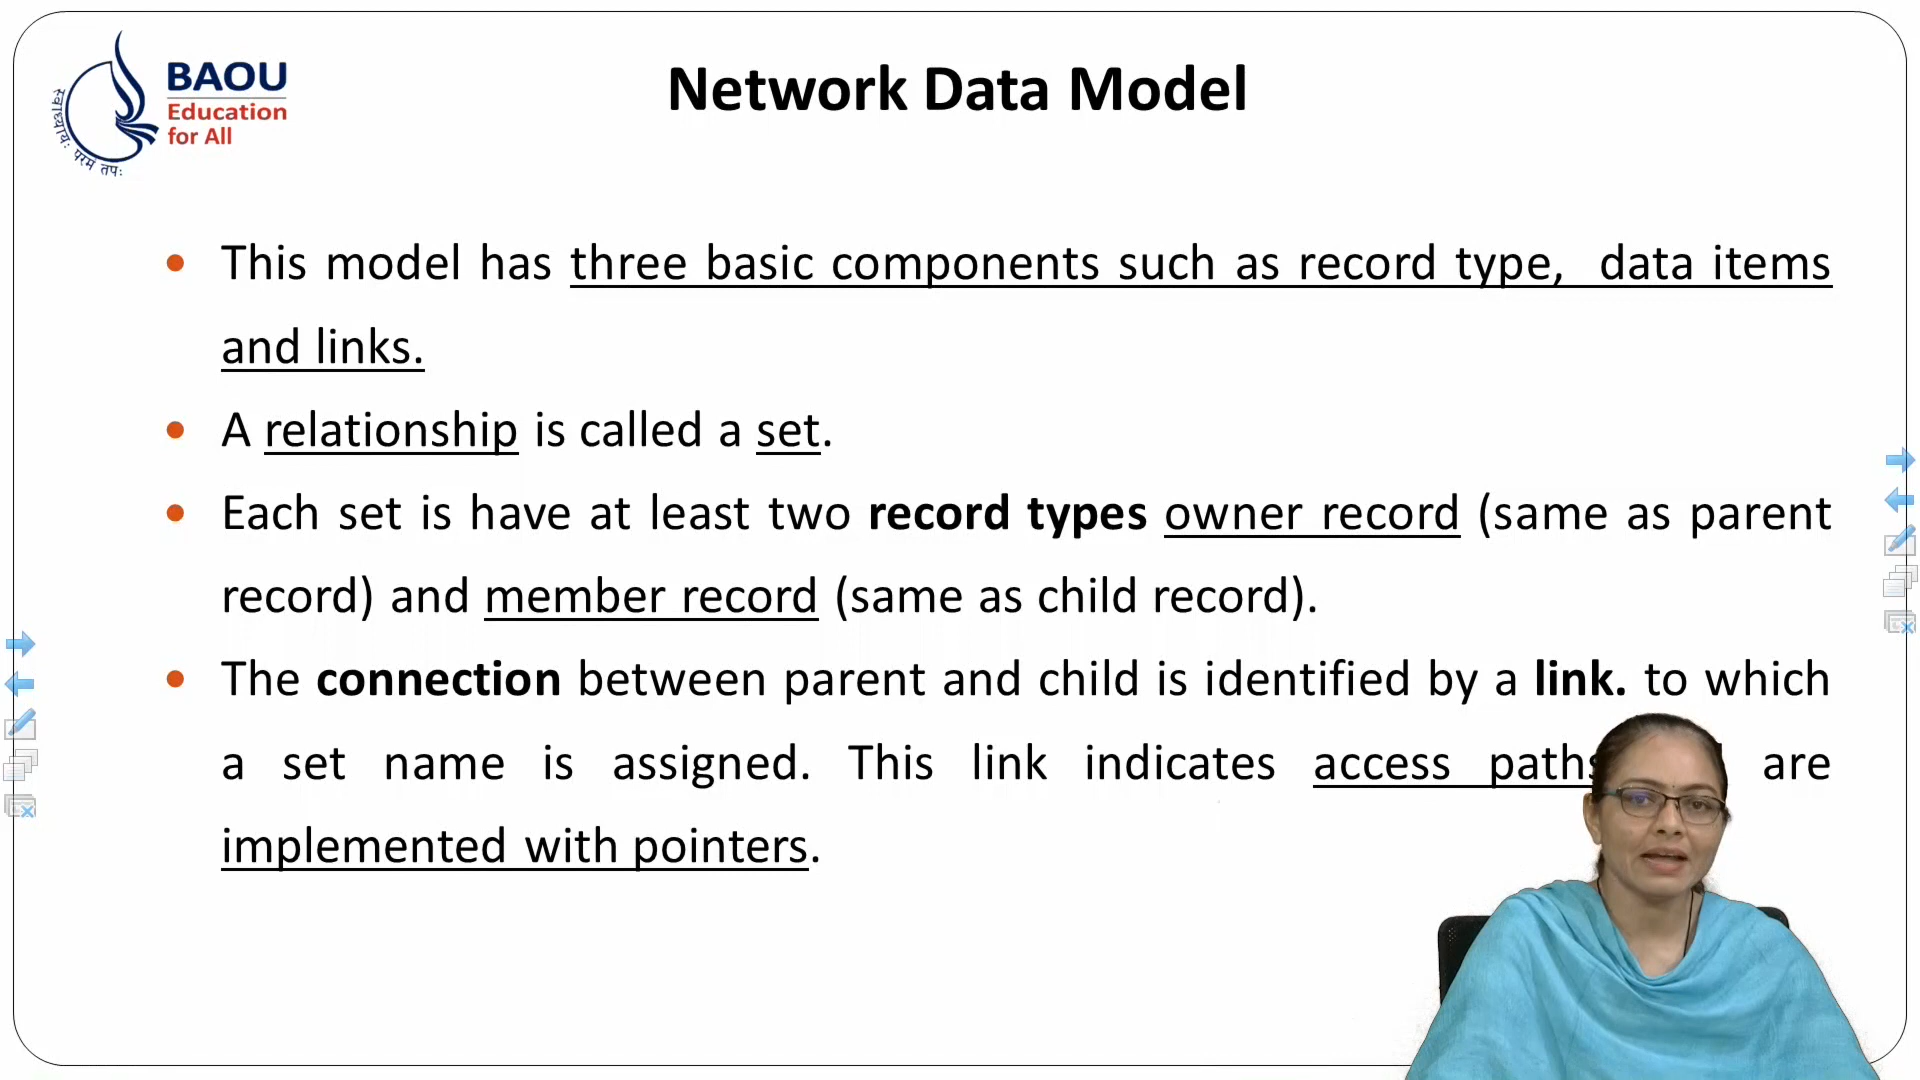 BAOU
Education
for All
स्वाध्यायः परमं तपः
Network Data Model
• This model has three basic components such as record type, data items
and links.
• A relationship is called a set.
• Each set is have at least two record types owner record (same as parent
record) and member record (same as child record).
• The connection between parent and child is identified by a link. to which
a set name is assigned. This link indicates access paths are
implemented with pointers.